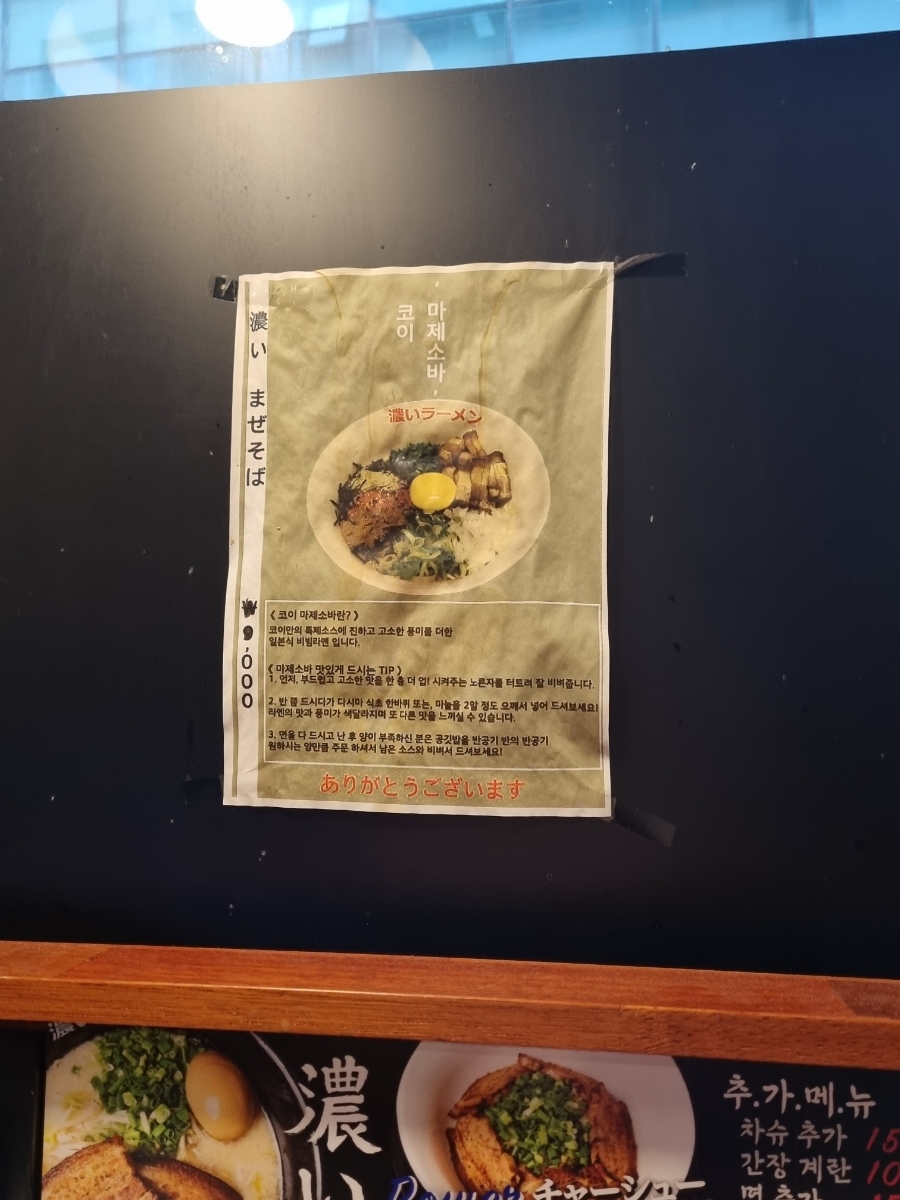 濃い まぜそば
₩9,000
마제소바
코이
濃いラーメン
《 코이 마제소바란? 》
코이만의 특제소스에 진하고 고소한 풍미를 더한
일본식 비빔라멘 입니다.
《 마제소바 맛있게 드시는 TIP 》
1. 먼저, 부드럽고 고소한 맛을 한 층 더 업! 시켜주는 노른자를 터트려 잘 비벼줍니다.
2. 반 쯤 드시다가 다시마 식초 한바퀴 또는, 마늘을 2알 정도 으깨서 넣어 드셔보세요!
라멘의 맛과 풍미가 색달라지며 또 다른 맛을 느끼실 수 있습니다.
3. 면을 다 드시고 난 후 양이 부족하신 분은 공깃밥을 반공기 반의 반공기
원하시는 양만큼 주문 하셔서 남은 소스와 비벼서 드셔보세요!
ありがとうございます
濃い
チャーシュー
추.가.메.뉴
차슈 추가
간장 계란
면 추가